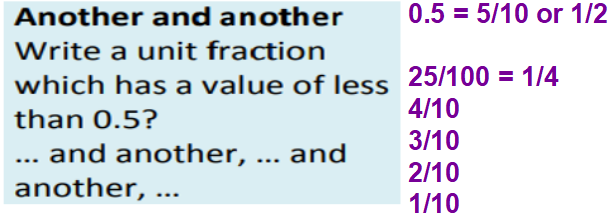 Another and another
Write a unit fraction
which has a value of less
than 0.5?
... and another, ... and
another, ...
0.5 = 5/10 or 1/2
25/100 = 1/4
4/10
3/10
2/10
1/10